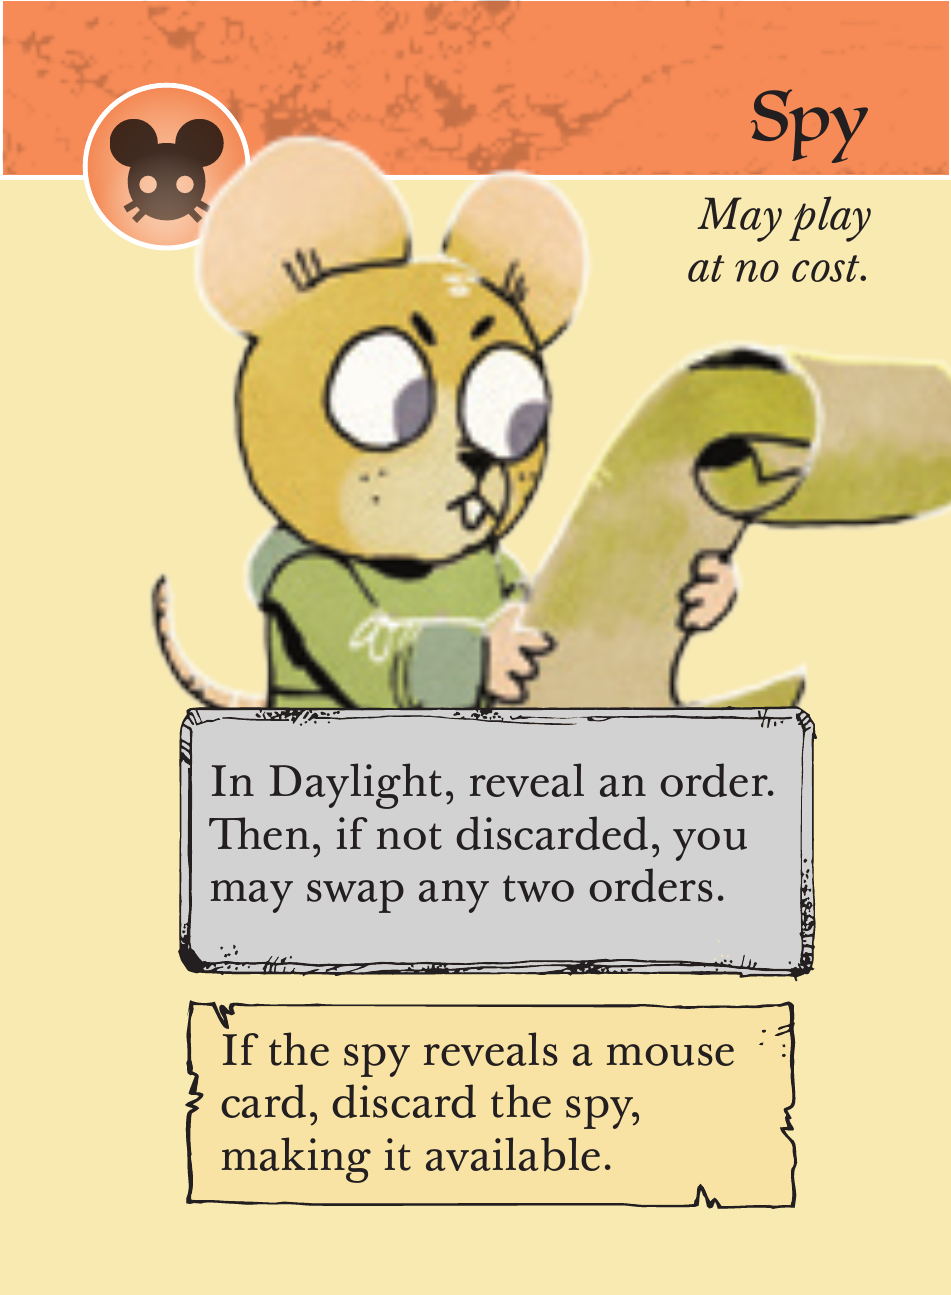 Spy
May play
at no cost.
In Daylight, reveal an order.
Then, if not discarded, you
may swap any two orders.
If the spy reveals a mouse
card, discard the spy,
making it available.